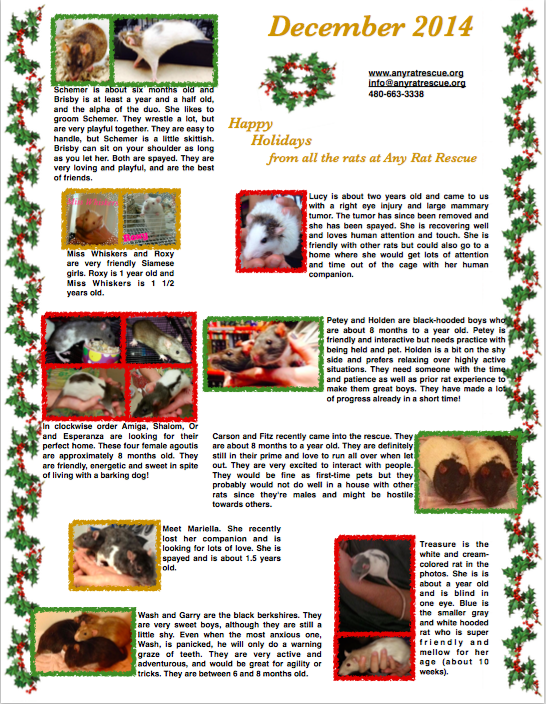 December 2014
www.anyratrescue.org
info@anyratrescue.org
480-663-3338
Happy
Holidays
from all the rats at Any Rat Rescue
Schemer is about six months old and
Brisby is at least a year and a half old,
and the alpha of the duo. She likes to
groom Schemer. They wrestle a lot, but
are very playful together. They are easy to
handle, but Schemer is a little skittish.
Brisby can sit on your shoulder as long
as you let her. Both are spayed. They are
very loving and playful, and are the best
of friends.
Miss Whiskers and Roxy
are very friendly Siamese
girls. Roxy is 1 year old and
Miss Whiskers is 1 1/2
years old.
Lucy is about two years old and came to us
with a right eye injury and large mammary
tumor. The tumor has since been removed and
she has been spayed. She is recovering well
and loves human attention and touch. She is
friendly with other rats but could also go to a
home where she would get lots of attention
and time out of the cage with her human
companion.
Petey and Holden are black-hooded boys who
are about 8 months to a year old. Petey is
friendly and interactive but needs practice with
being held and pet. Holden is a bit on the shy
side and prefers relaxing over highly active
situations. They need someone with the time
and patience as well as prior rat experience to
make them great boys. They have made a lot
of progress already in a short time!
In clockwise order Amiga, Shalom, Or
and Esperanza are looking for their
perfect home. These four female agoutis
are approximately 8 months old. They
are friendly, energetic and sweet in spite
of living with a barking dog!
Carson and Fitz recently came into the rescue. They
are about 8 months to a year old. They are definitely
still in their prime and love to run all over when let
out. They are very excited to interact with people.
They would be fine as first-time pets but they
probably would not do well in a house with other
rats since they're males and might be hostile
towards others.
Meet Mariella. She recently
lost her companion and is
looking for lots of love. She is
spayed and is about 1.5 years
old.
Treasure is the
white and cream-
colored rat in the
photos. She is is
about a year old
and is blind in
one eye. Blue is
the smaller gray
and white hooded
rat who is super
friendly and
mellow for her
age (about 10
weeks).
Wash and Garry are the black berkshires. They
are very sweet boys, although they are still a
little shy. Even when the most anxious one,
Wash, is panicked, he will only do a warning
graze of teeth. They are very active and
adventurous, and would be great for agility or
tricks. They are between 6 and 8 months old.